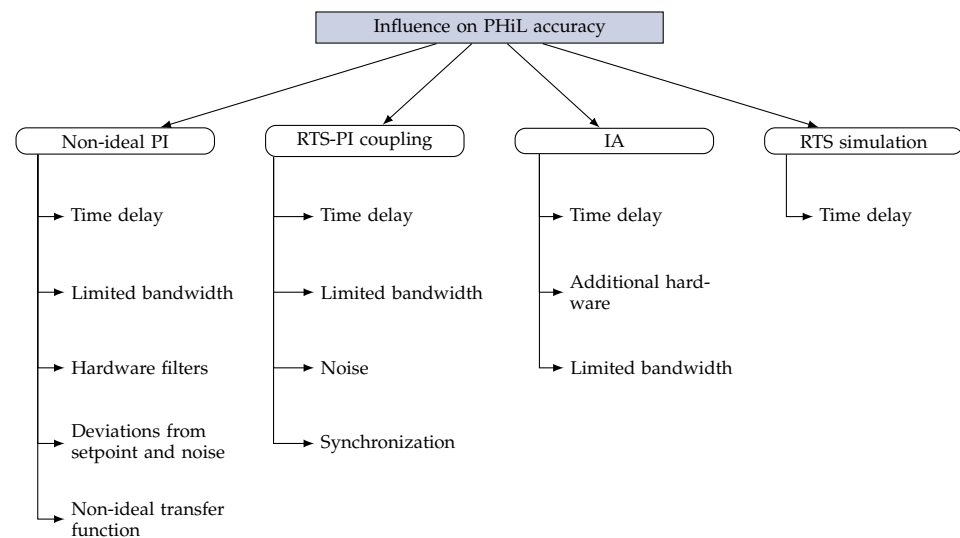 Influence on PHiL accuracy
Non-ideal PI
Time delay
Limited bandwidth
Hardware filters
Deviations from
setpoint and noise
Non-ideal transfer
function
RTS-PI coupling
Time delay
Limited bandwidth
Noise
Synchronization
IA
Time delay
Additional hard-
ware
Limited bandwidth
RTS simulation
Time delay